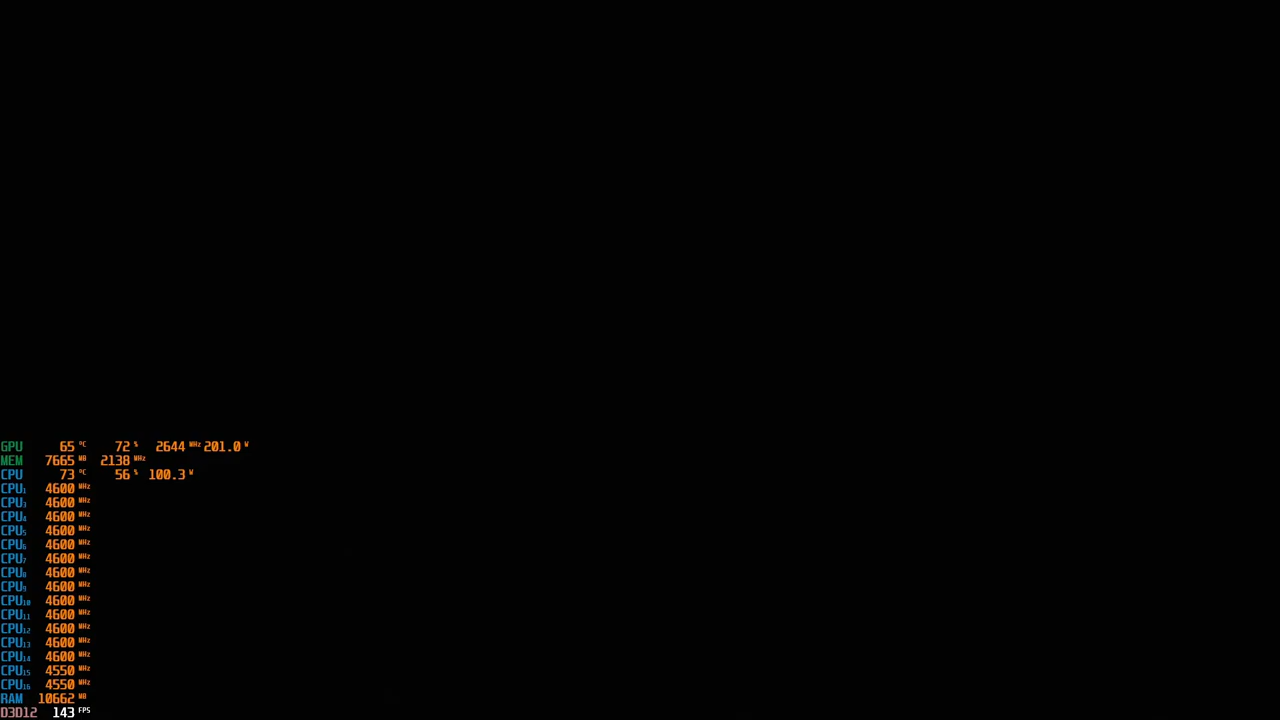 GPU 65 °C 72 % 2644 MHz 201.0 W
MEM 7665 MB 2138 MHz
CPU 73 °C 56 % 100.3 W
CPU1 4600 MHz
CPU3 4600 MHz
CPU4 4600 MHz
CPU5 4600 MHz
CPU6 4600 MHz
CPU7 4600 MHz
CPU8 4600 MHz
CPU9 4600 MHz
CPU10 4600 MHz
CPU11 4600 MHz
CPU12 4600 MHz
CPU13 4600 MHz
CPU14 4600 MHz
CPU15 4550 MHz
CPU16 4550 MHz
RAM 10662 MB
D3D12 143 FPS